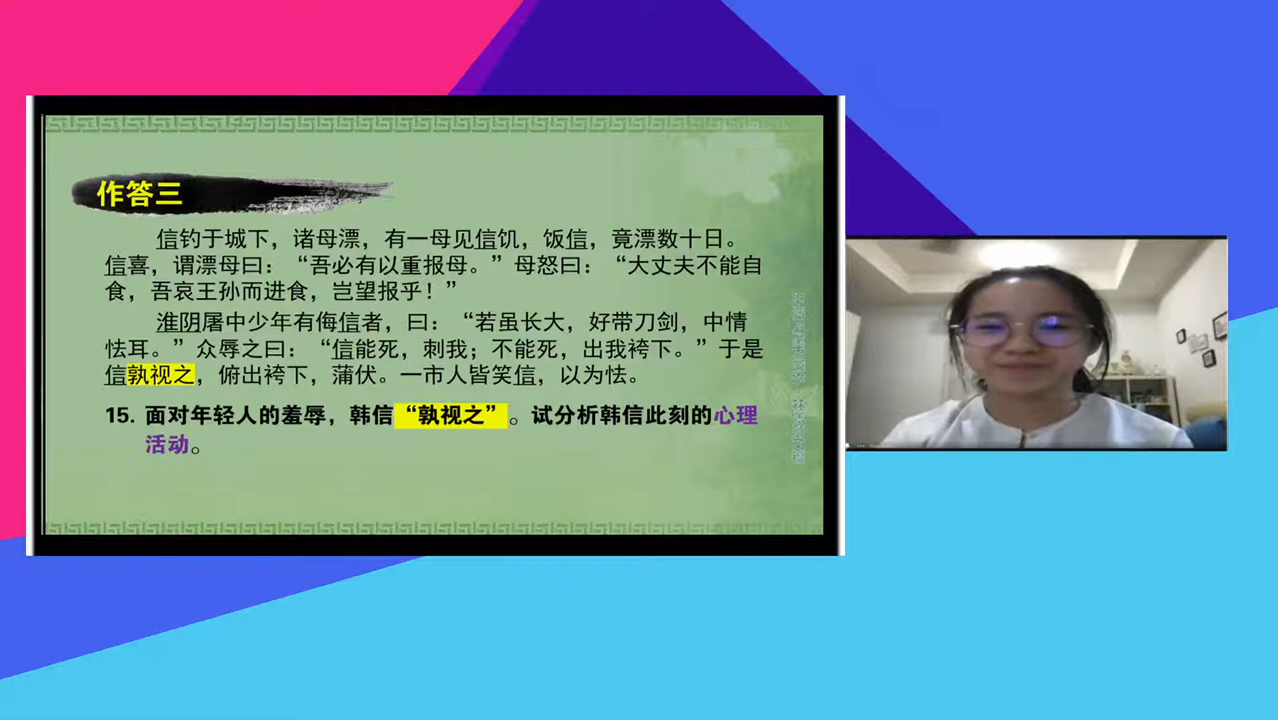 作答三
信钓于城下，诸母漂，有一母见信饥，饭信，竟漂数十日。
信喜，谓漂母曰：“吾必有以重报母。”母怒曰：“大丈夫不能自
食，吾哀王孙而进食，岂望报乎！”
淮阴屠中少年有侮信者，曰：“若虽长大，好带刀剑，中情
怯耳。”众辱之曰：“信能死，刺我；不能死，出我袴下。”于是
信孰视之，俯出袴下，蒲伏。一市人皆笑信，以为怯。
15. 面对年轻人的羞辱，韩信“孰视之”。试分析韩信此刻的心理
活动。